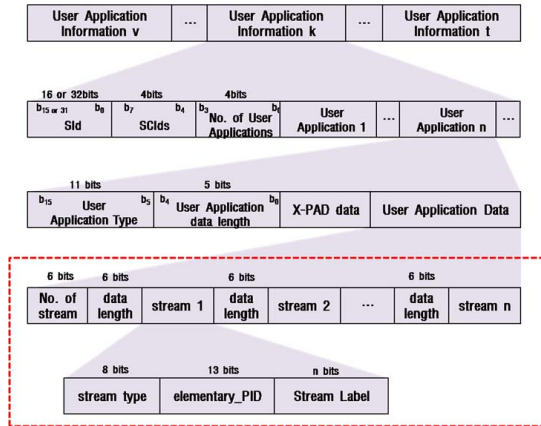 User Application
Information v
...
User Application
Information k
...
User Application
Information t
16 or 32bits
4bits
4bits
b15 or 31
b8
SId
b7
b4
SCIds
b3
No. of User
Applications
User
Application 1
...
User
Application n
...
11 bits
5 bits
b15
b5
User
Application Type
b4
User Application
data length
X-PAD data
User Application Data
6 bits
6 bits
6 bits
6 bits
No. of
stream
data
length
stream 1
data
length
stream 2
...
data
length
stream n
8 bits
13 bits
n bits
stream type
elementary_PID
Stream Label